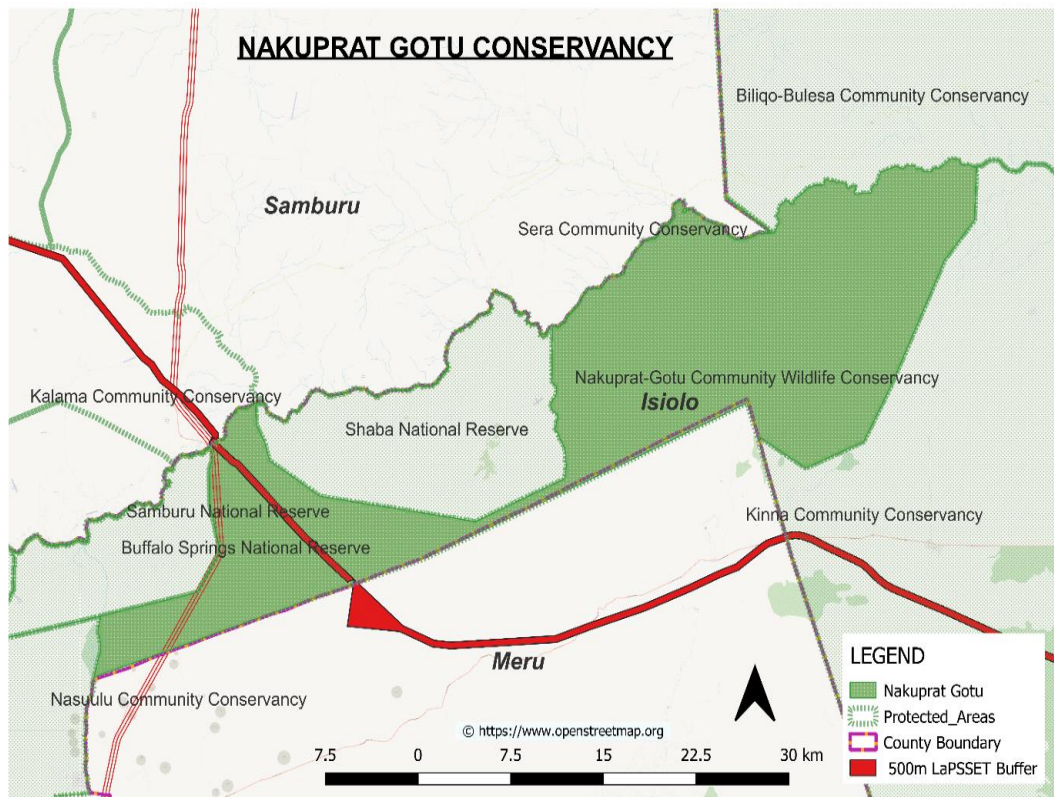 NAKUPRAT GOTU CONSERVANCY
Biliqo-Bulesa Community Conservancy
Samburu
Sera Community Conservancy
Nakuprat-Gotu Community Wildlife Conservancy
Kalama Community Conservancy
Isiolo
Shaba National Reserve
Samburu National Reserve
Kinna Community Conservancy
Buffalo Springs National Reserve
Meru
Nasuulu Community Conservancy
© https://www.openstreetmap.org
7.5 0 7.5 15 22.5 30 km
LEGEND
Nakuprat Gotu
Protected_Areas
County Boundary
500m LaPSSET Buffer